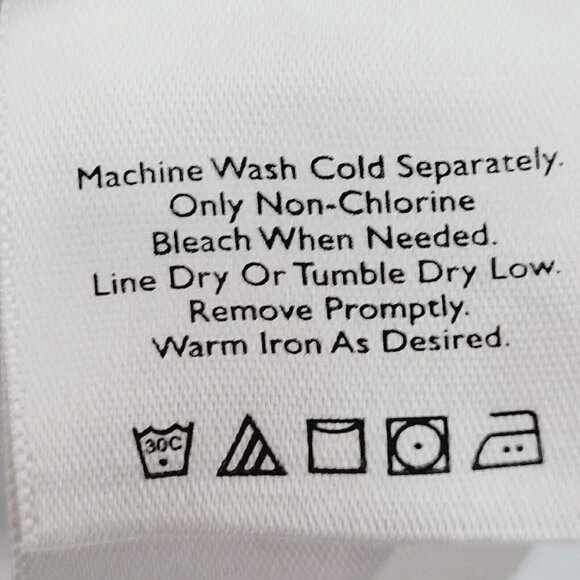 Machine Wash Cold Separately.
Only Non-Chlorine
Bleach When Needed.
Line Dry Or Tumble Dry Low.
Remove Promptly.
Warm Iron As Desired.
30C